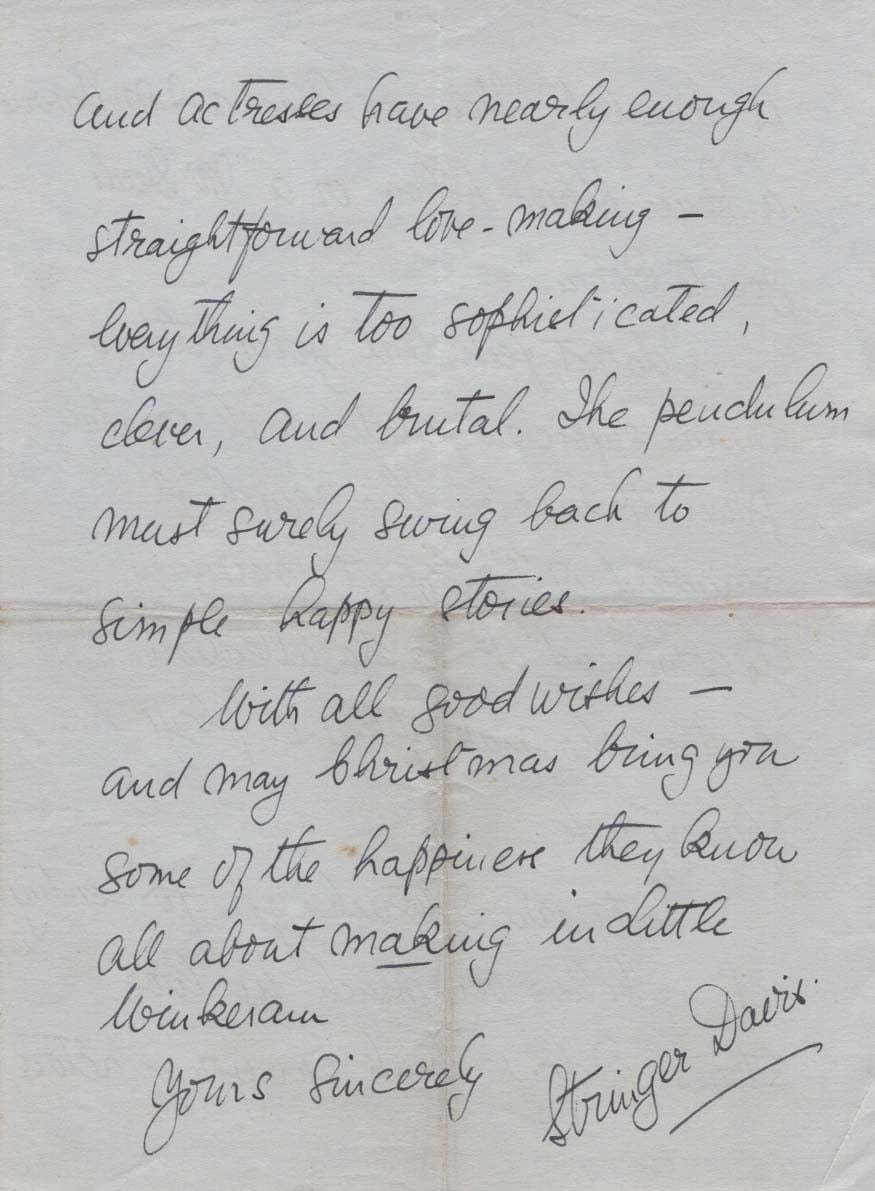 and actresses have nearly enough
straightforward love-making –
everything is too sophisticated,
clever, and brutal. The pendulum
must surely swing back to
simple happy stories.
With all good wishes –
and may Christmas bring you
some of the happiness they know
all about making in Little
Winkeram
Yours Sincerely
Stringer Davis.